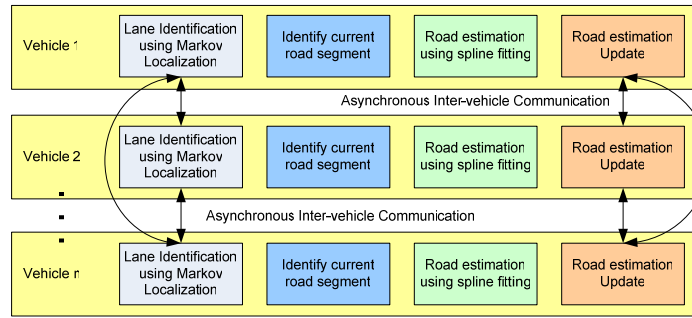 Vehicle 1
Lane Identification
using Markov
Localization
Identify current
road segment
Road estimation
using spline fitting
Road estimation
Update
Asynchronous Inter-vehicle Communication
Vehicle 2
Lane Identification
using Markov
Localization
Identify current
road segment
Road estimation
using spline fitting
Road estimation
Update
Asynchronous Inter-vehicle Communication
Vehicle n
Lane Identification
using Markov
Localization
Identify current
road segment
Road estimation
using spline fitting
Road estimation
Update